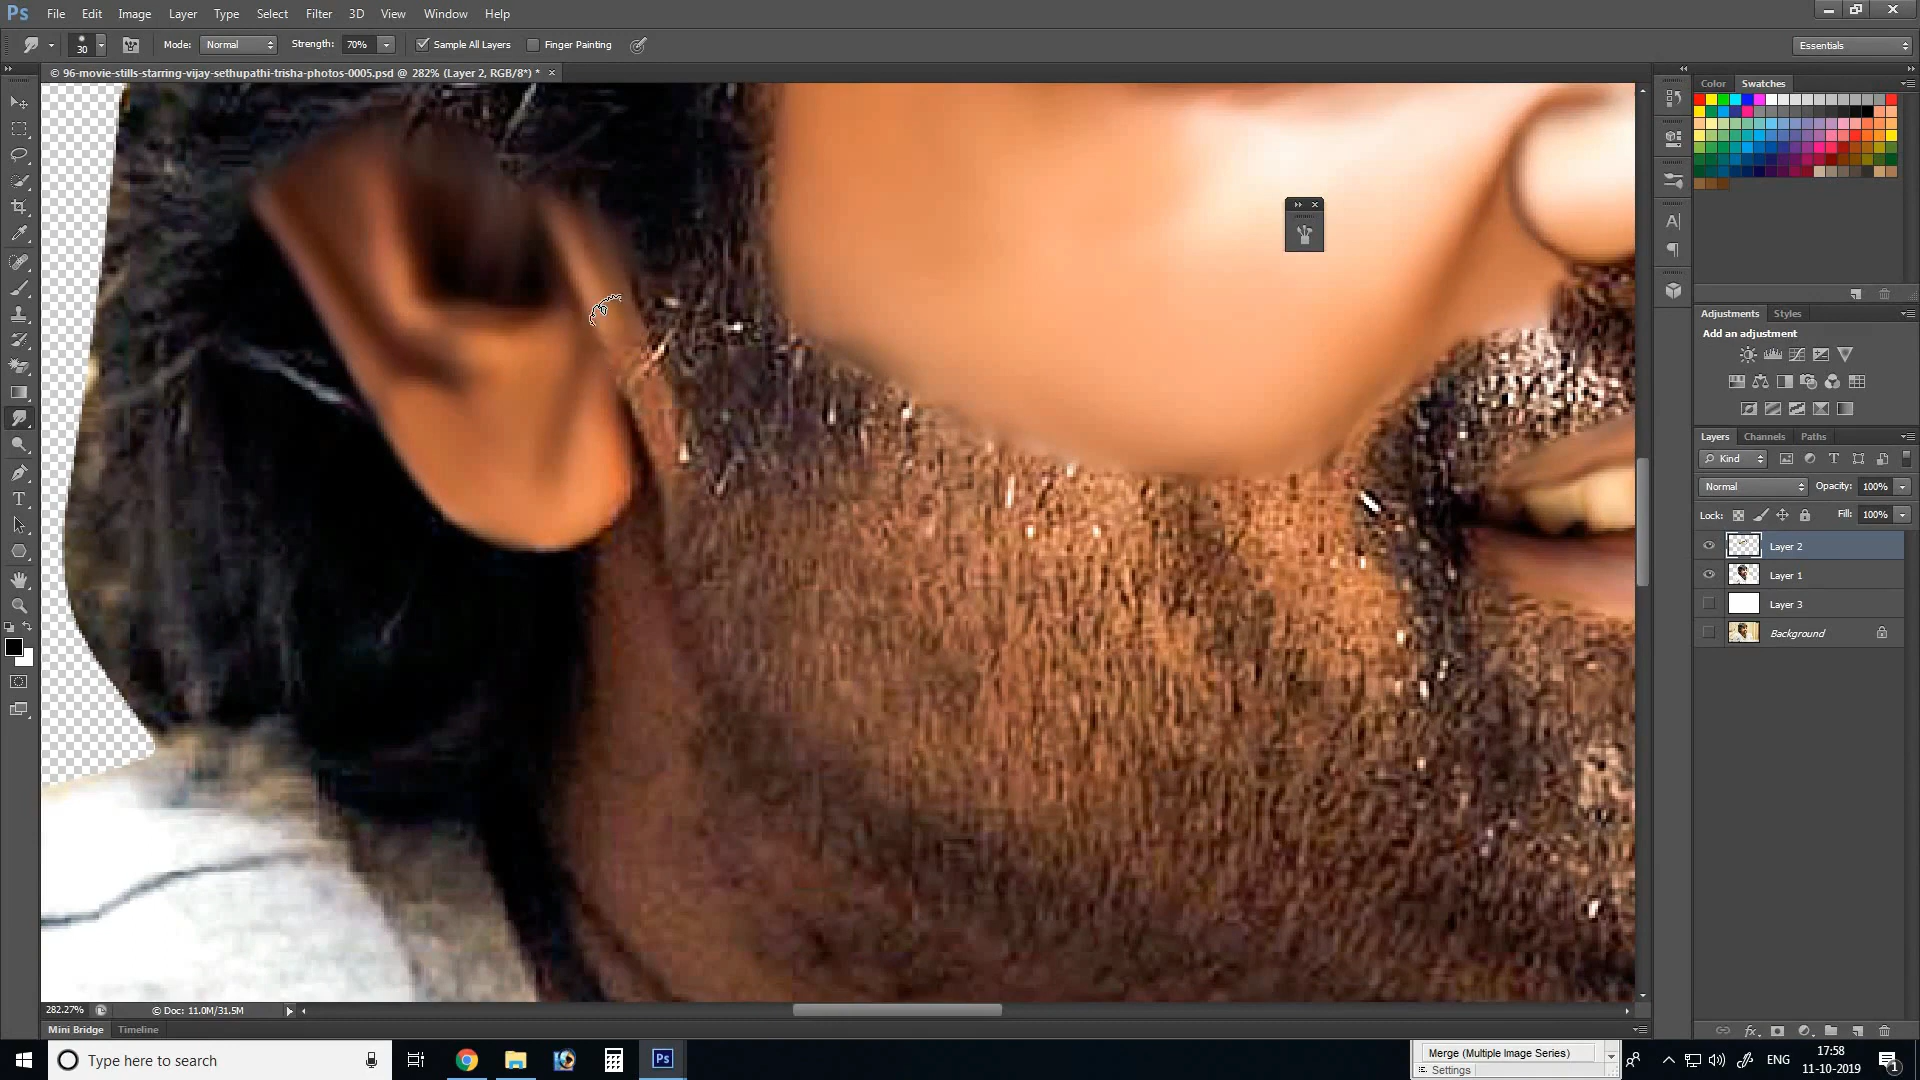 Ps File Edit Image Layer Type Select Filter 3D View Window Help
30 Mode: Normal Strength: 70% Sample All Layers Finger Painting Essentials
© 96-movie-stills-starring-vijay-sethupathi-trisha-photos-0005.psd @ 282% (Layer 2, RGB/8*) * ×
Color Swatches
Adjustments Styles
Add an adjustment
Layers Channels Paths
Kind
Normal Opacity: 100%
Lock: Fill: 100%
Layer 2
Layer 1
Layer 3
Background
282.27% © Doc: 11.0M/31.5M
Mini Bridge Timeline
Type here to search
Ps
Merge (Multiple Image Series)
Settings
ENG
17:58
11-10-2019
1